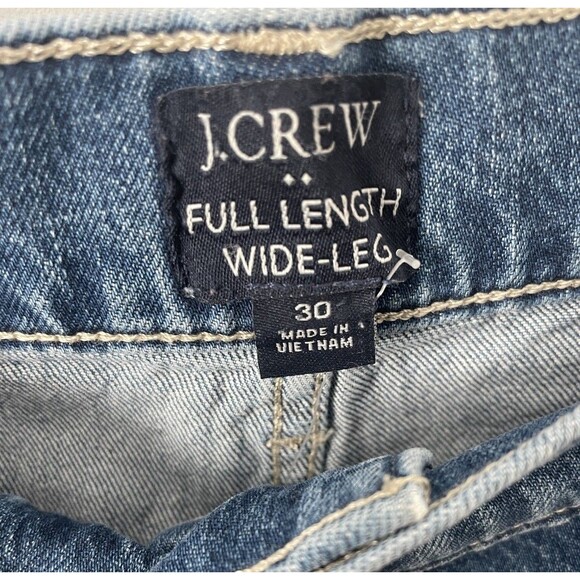 J.CREW
FULL LENGTH
WIDE-LEG
30
MADE IN
VIETNAM